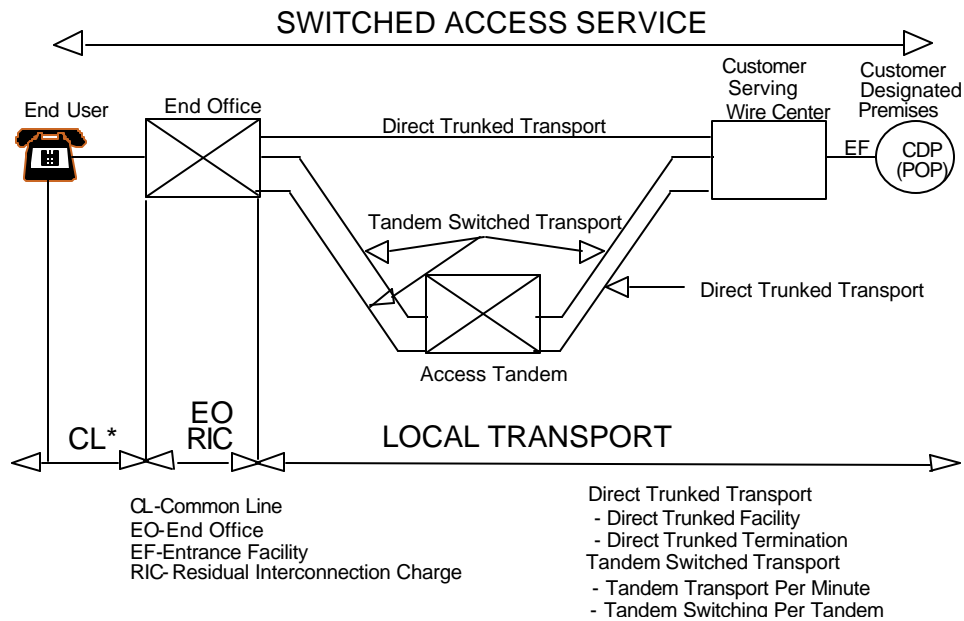 SWITCHED ACCESS SERVICE
End User
End Office
Customer
Serving
Wire Center
Customer
Designated
Premises
Direct Trunked Transport
EF
CDP
(POP)
Tandem Switched Transport
Direct Trunked Transport
Access Tandem
CL*
EO
RIC
LOCAL TRANSPORT
CL-Common Line
EO-End Office
EF-Entrance Facility
RIC- Residual Interconnection Charge
Direct Trunked Transport
- Direct Trunked Facility
- Direct Trunked Termination
Tandem Switched Transport
- Tandem Transport Per Minute
- Tandem Switching Per Tandem